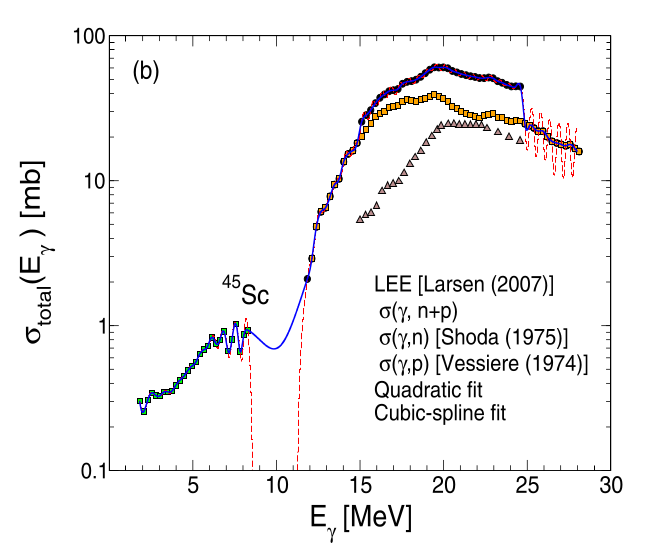 100
(b)
σtotal(Eγ) [mb]
10
45Sc
LEE [Larsen (2007)]
σ(γ, n+p)
σ(γ,n) [Shoda (1975)]
1
σ(γ,p) [Vessiere (1974)]
Quadratic fit
Cubic-spline fit
0.1
5 10 15 20 25 30
Eγ [MeV]